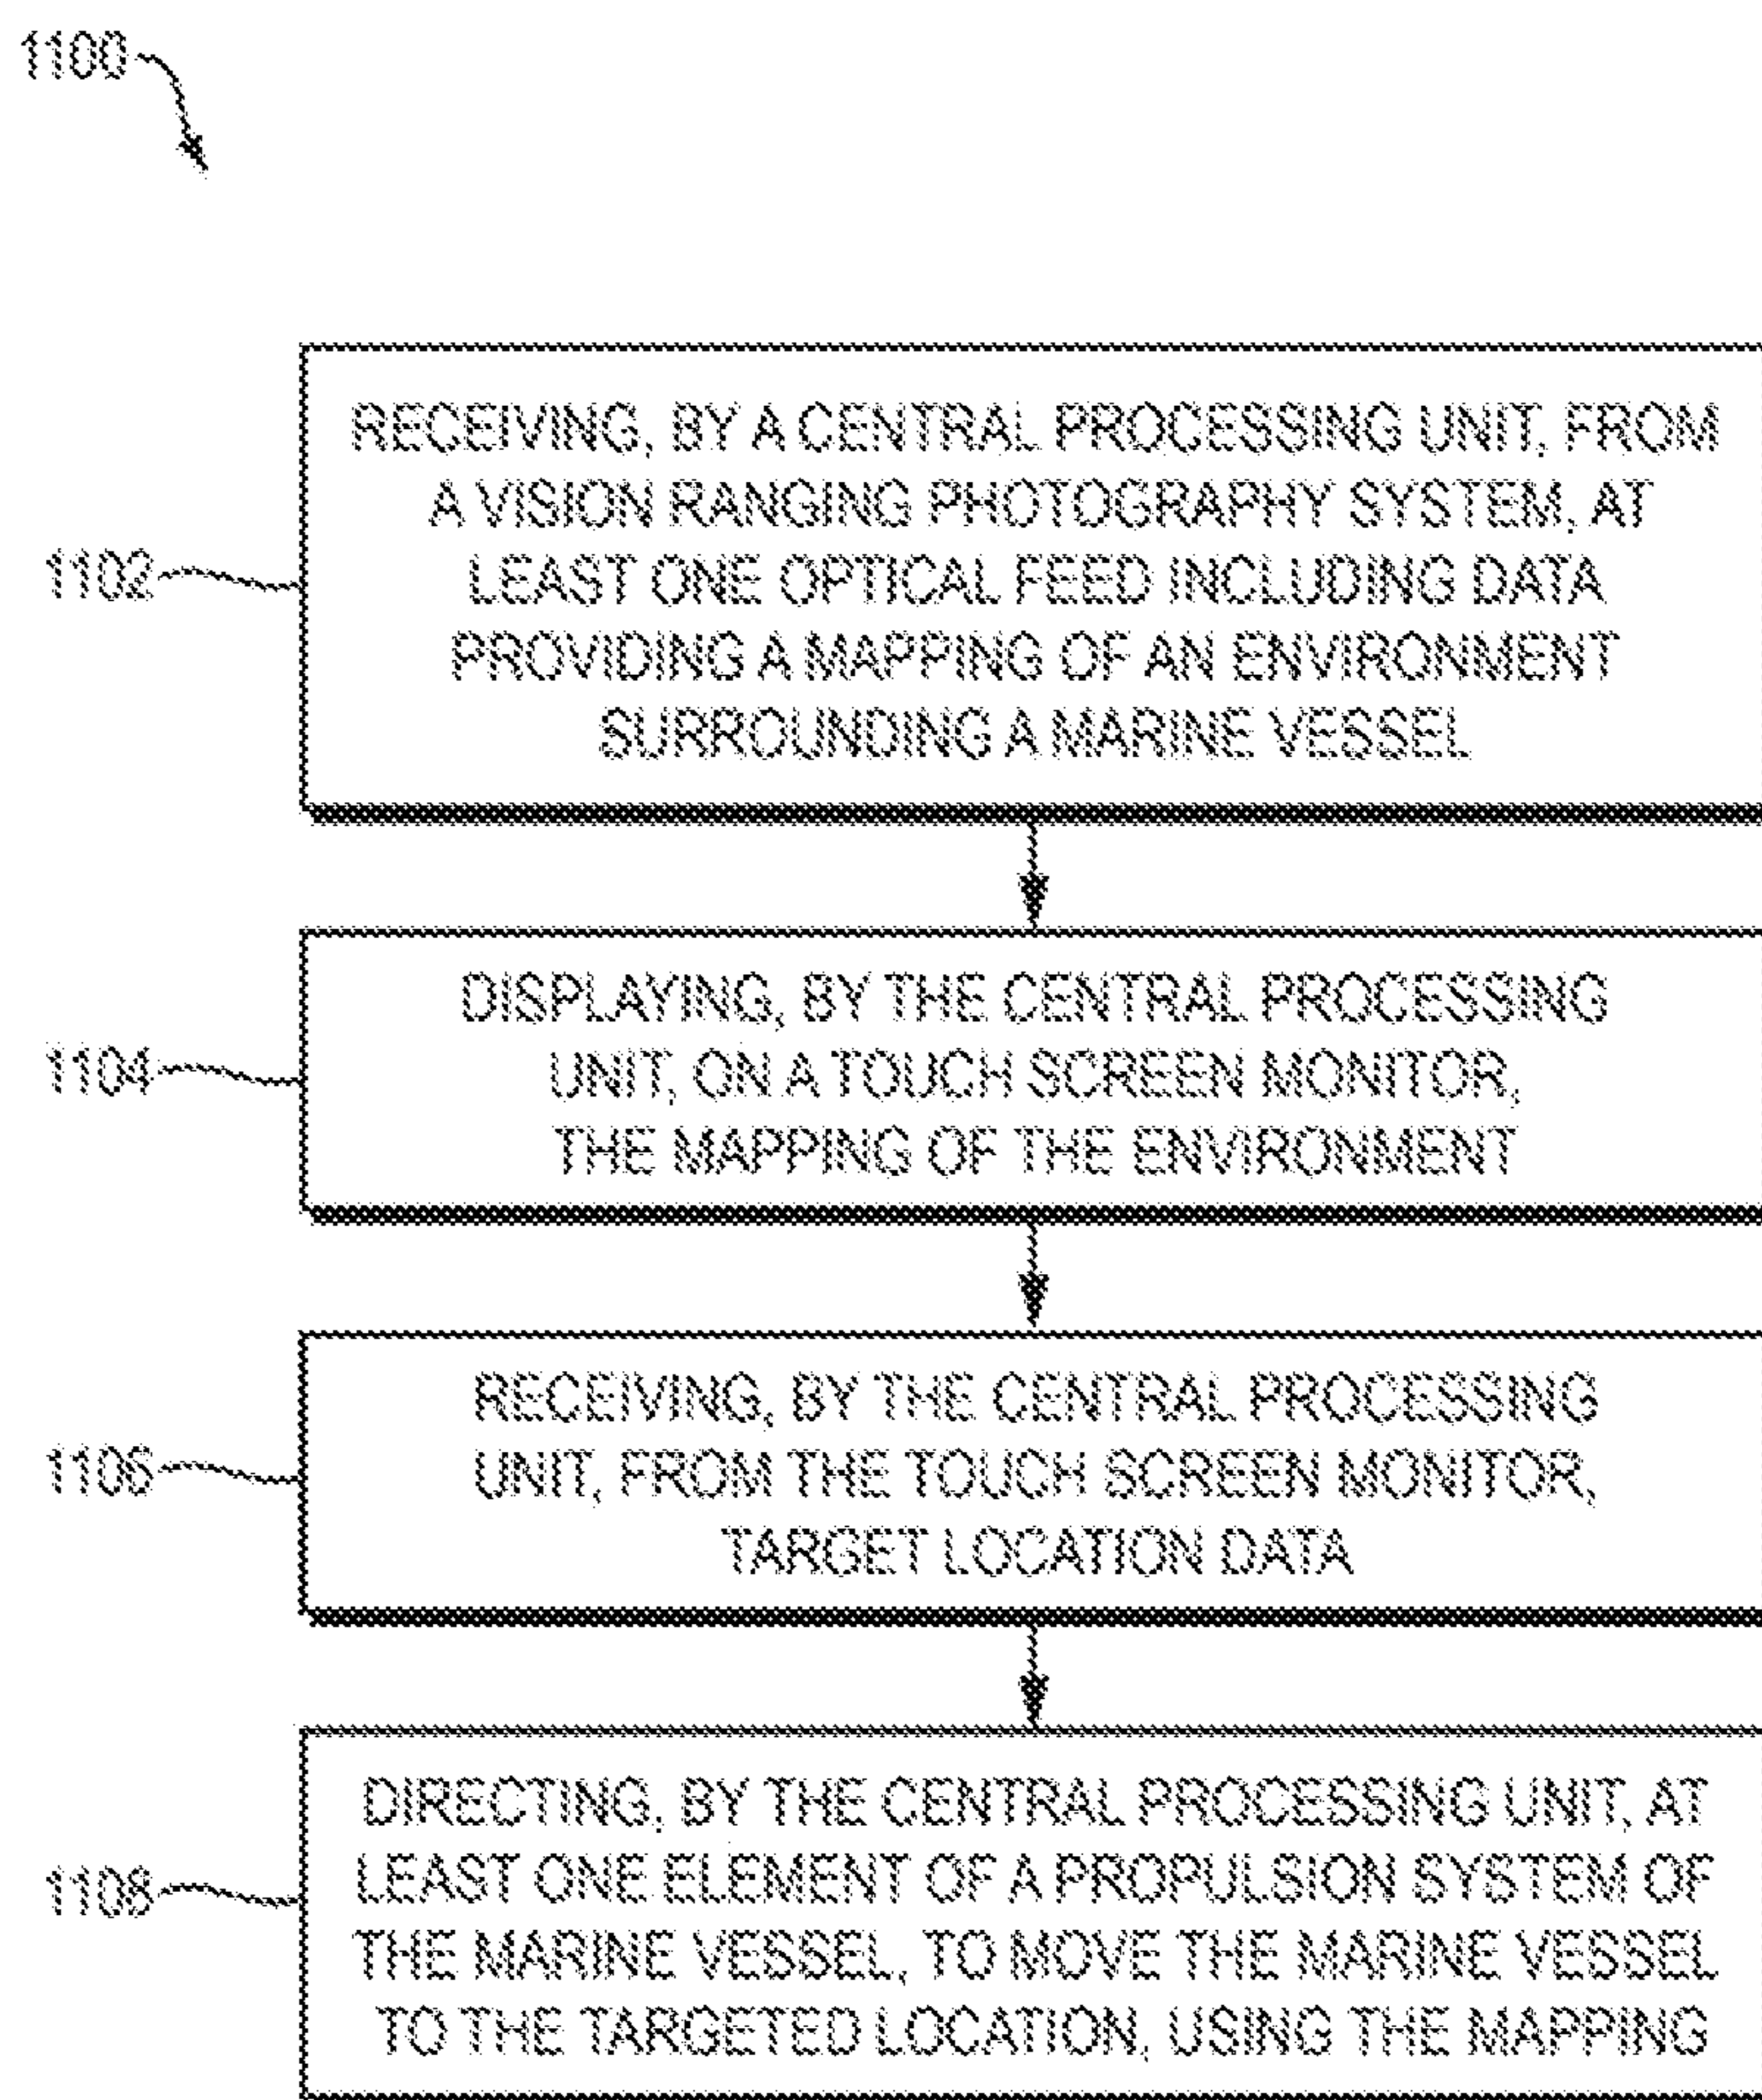 1100
RECEIVING, BY A CENTRAL PROCESSING UNIT, FROM
A VISION RANGING PHOTOGRAPHY SYSTEM, AT
LEAST ONE OPTICAL FEED INCLUDING DATA
PROVIDING A MAPPING OF AN ENVIRONMENT
SURROUNDING A MARINE VESSEL
1102
DISPLAYING, BY THE CENTRAL PROCESSING
UNIT, ON A TOUCH SCREEN MONITOR,
THE MAPPING OF THE ENVIRONMENT
1104
RECEIVING, BY THE CENTRAL PROCESSING
UNIT, FROM THE TOUCH SCREEN MONITOR,
TARGET LOCATION DATA
1106
DIRECTING, BY THE CENTRAL PROCESSING UNIT, AT
LEAST ONE ELEMENT OF A PROPULSION SYSTEM OF
THE MARINE VESSEL, TO MOVE THE MARINE VESSEL
TO THE TARGETED LOCATION, USING THE MAPPING
1108